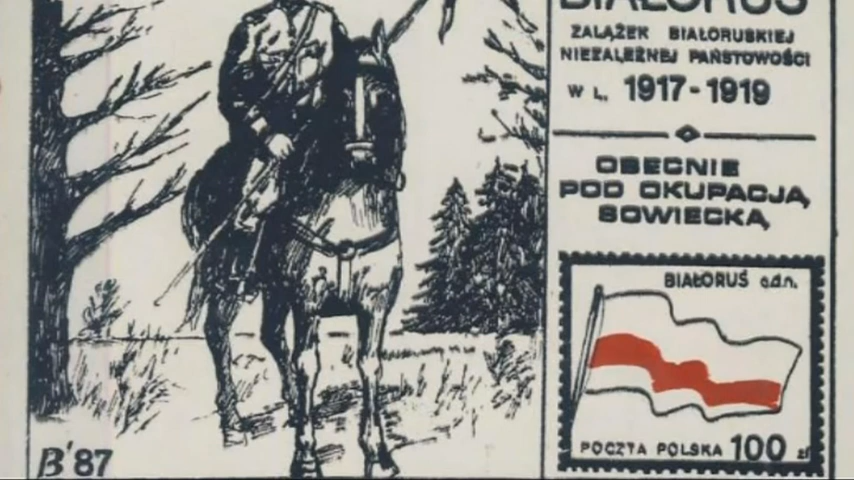 BIAŁORUŚ
ZALĄŻEK BIAŁORUSKIEJ
NIEZALEŻNEJ PAŃSTWOWOŚCI
W L. 1917-1919
OBECNIE
POD OKUPACJĄ
SOWIECKĄ
BIAŁORUŚ c.d.n.
POCZTA POLSKA 100 zł
B'87